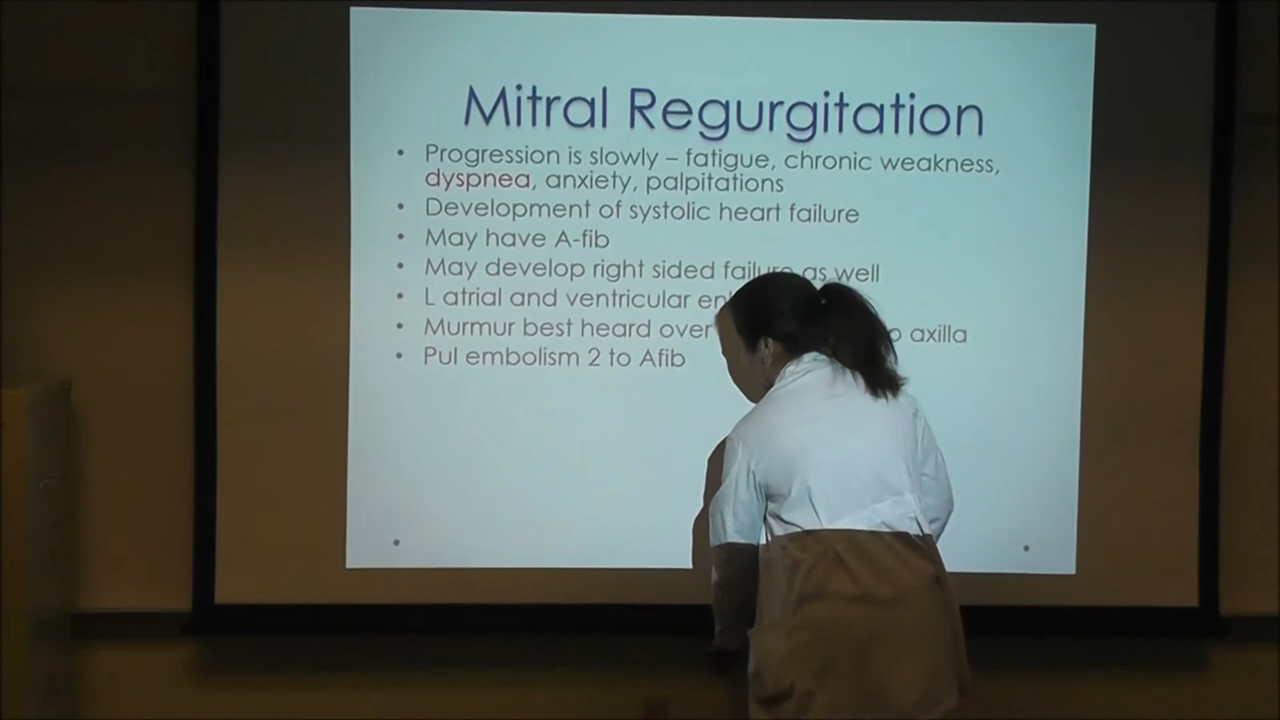 Mitral Regurgitation
• Progression is slowly – fatigue, chronic weakness,
dyspnea, anxiety, palpitations
• Development of systolic heart failure
• May have A-fib
• May develop right sided failure as well
• L atrial and ventricular
• Murmur best heard over axilla
• Pul embolism 2 to Afib